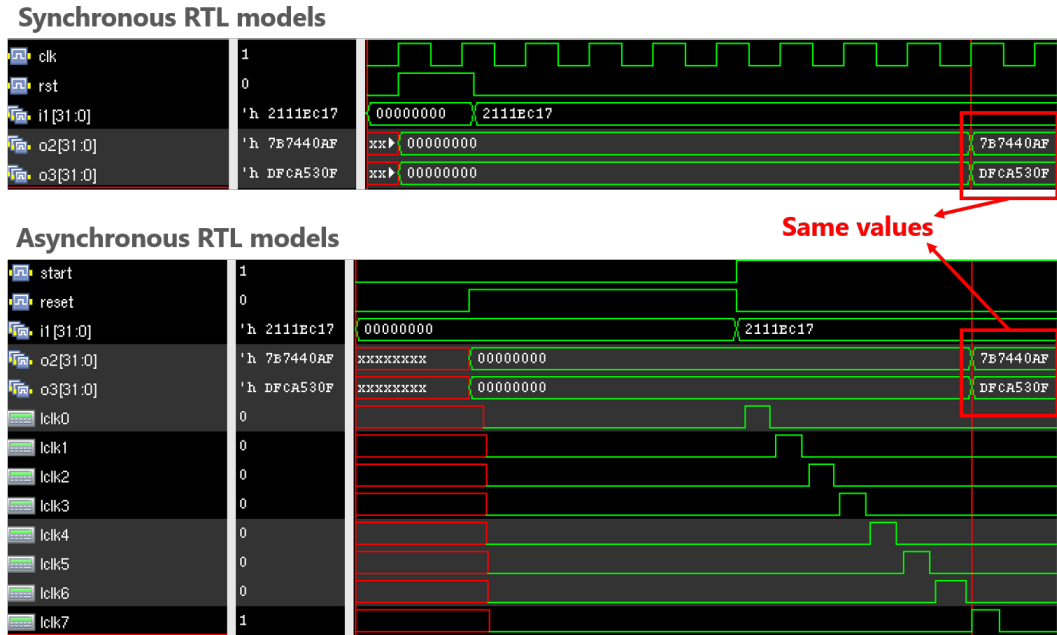 Synchronous RTL models
clk 1
rst 0
i1[31:0] 'h 2111EC17 00000000 2111EC17
o2[31:0] 'h 7B7440AF xx 00000000 7B7440AF
o3[31:0] 'h DFCA530F xx 00000000 DFCA530F
Same values
Asynchronous RTL models
start 1
reset 0
i1[31:0] 'h 2111EC17 00000000 2111EC17
o2[31:0] 'h 7B7440AF xxxxxxxx 00000000 7B7440AF
o3[31:0] 'h DFCA530F xxxxxxxx 00000000 DFCA530F
lclk0 0
lclk1 0
lclk2 0
lclk3 0
lclk4 0
lclk5 0
lclk6 0
lclk7 1